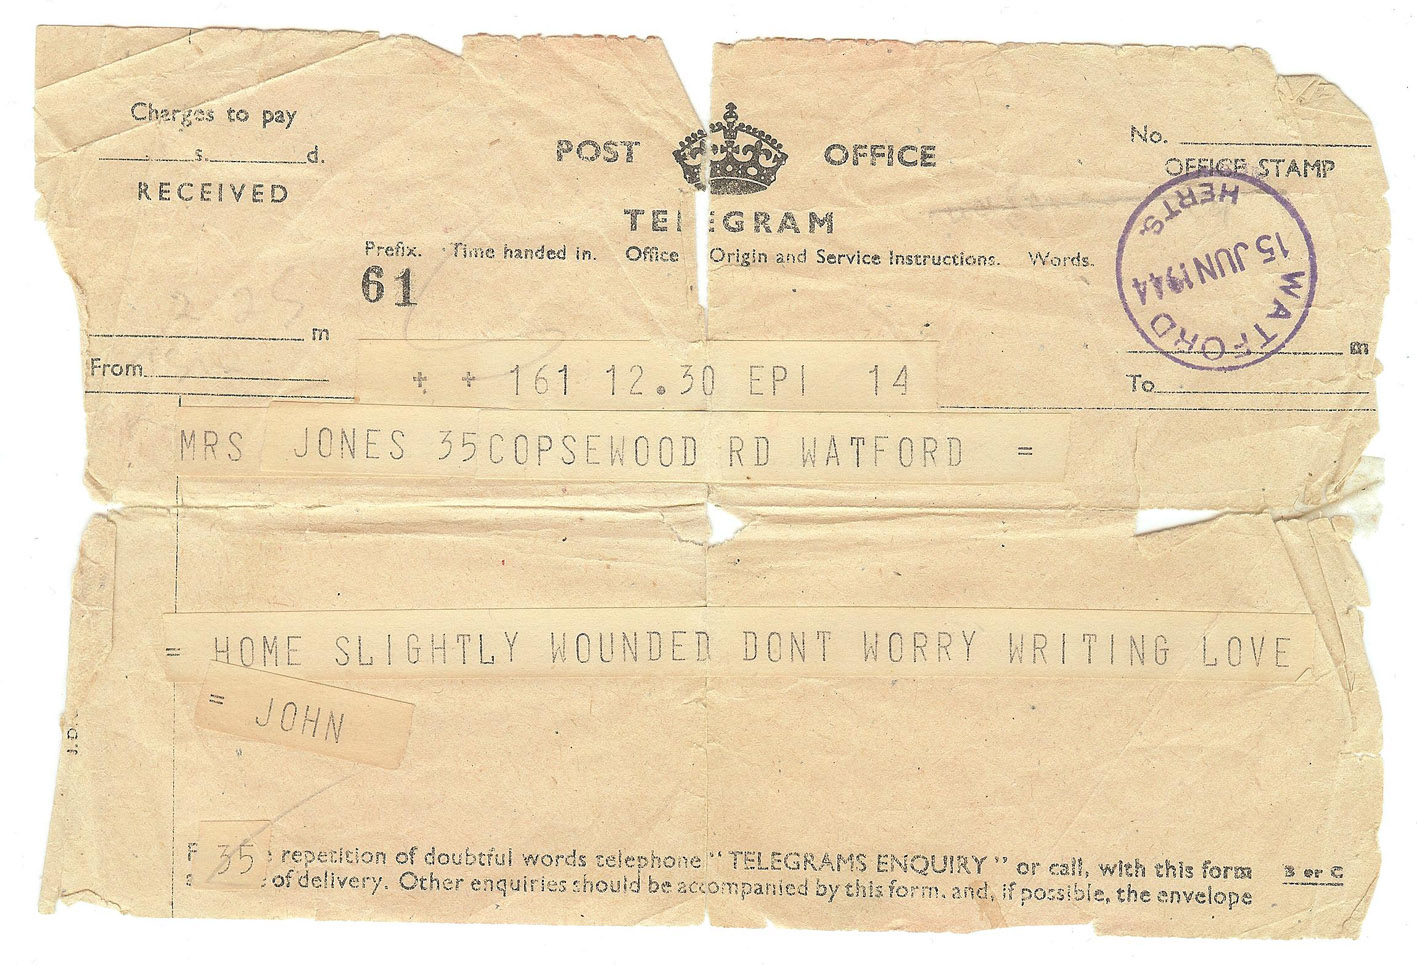 Charges to pay
s. d.
RECEIVED
POST OFFICE
TELEGRAM
No.
OFFICE STAMP
WATFORD HERTS.
15 JUN 1944
Prefix. Time handed in. Office Origin and Service Instructions. Words.
61
m
m
From
To
+ + 161 12.30 EPI 14
MRS JONES 35 COPSEWOOD RD WATFORD =
= HOME SLIGHTLY WOUNDED DONT WORRY WRITING LOVE
= JOHN
35
repetition of doubtful words telephone "TELEGRAMS ENQUIRY" or call, with this form
of delivery. Other enquiries should be accompanied by this form, and, if possible, the envelope
B or C